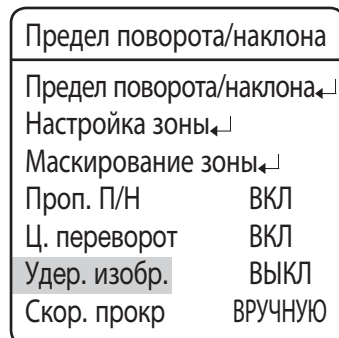 Предел поворота/наклона
Предел поворота/наклона↵
Настройка зоны↵
Маскирование зоны↵
Проп. П/Н ВКЛ
Ц. переворот ВКЛ
Удер. изобр. ВЫКЛ
Скор. прокр ВРУЧНУЮ